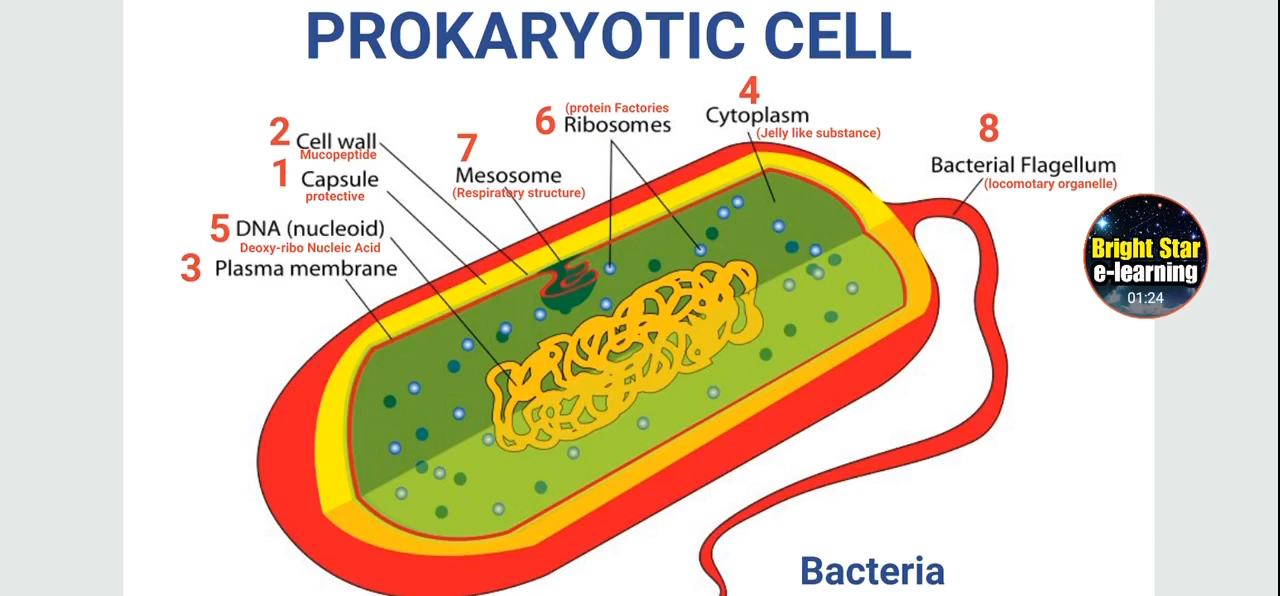 PROKARYOTIC CELL
4
6 (protein Factories
Ribosomes
Cytoplasm
(Jelly like substance)
2 Cell wall
Mucopeptide
7
Mesosome
(Respiratory structure)
8
Bacterial Flagellum
(locomotary organelle)
1 Capsule
protective
5 DNA (nucleoid)
Deoxy-ribo Nucleic Acid
3 Plasma membrane
Bright Star
e-learning
01:24
Bacteria